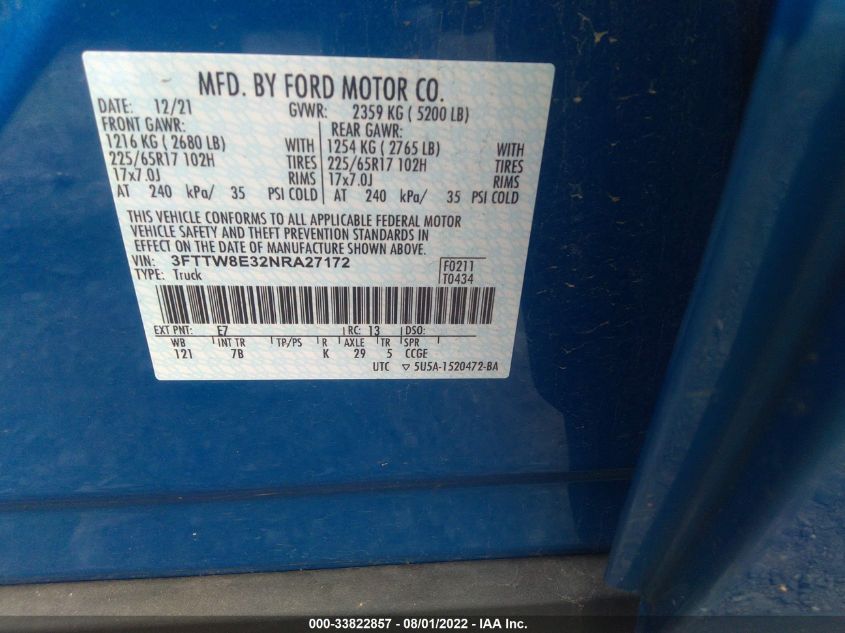 MFD. BY FORD MOTOR CO.
DATE: 12/21 GVWR: 2359 KG ( 5200 LB)
FRONT GAWR: REAR GAWR:
1216 KG ( 2680 LB) WITH 1254 KG ( 2765 LB) WITH
225/65R17 102H TIRES 225/65R17 102H TIRES
17x7.0J RIMS 17x7.0J RIMS
AT 240 kPa/ 35 PSI COLD AT 240 kPa/ 35 PSI COLD
THIS VEHICLE CONFORMS TO ALL APPLICABLE FEDERAL MOTOR
VEHICLE SAFETY AND THEFT PREVENTION STANDARDS IN
EFFECT ON THE DATE OF MANUFACTURE SHOWN ABOVE.
VIN: 3FTTW8E32NRA27172 F0211
TYPE: Truck T0434
EXT PNT: E7 RC: 13 DSO:
WB INT TR TP/PS R AXLE TR SPR
121 7B K 29 5 CCGE
UTC ▽ 5U5A-1520472-BA
000-33822857 - 08/01/2022 - IAA Inc.